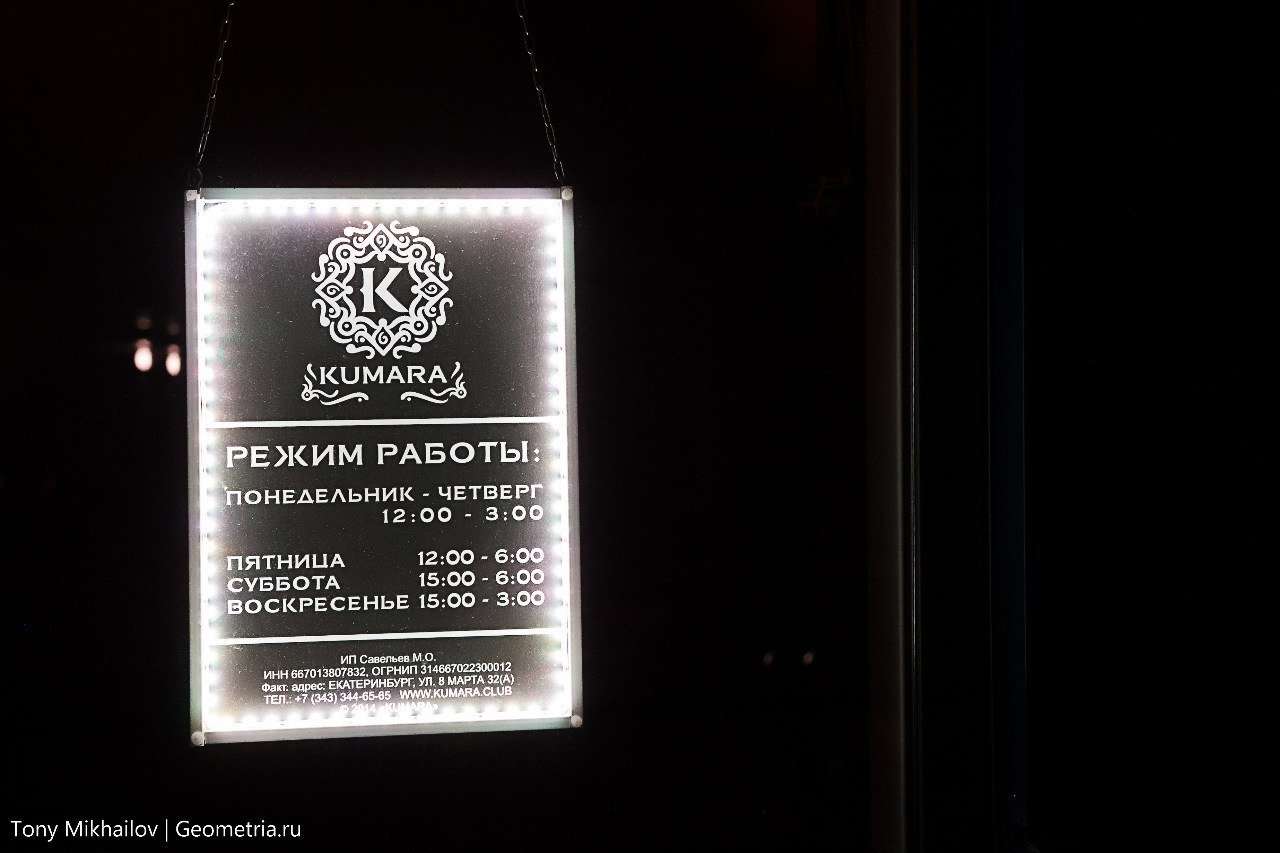 K
KUMARA
РЕЖИМ РАБОТЫ:
ПОНЕДЕЛЬНИК - ЧЕТВЕРГ
12:00 - 3:00
ПЯТНИЦА 12:00 - 6:00
СУББОТА 15:00 - 6:00
ВОСКРЕСЕНЬЕ 15:00 - 3:00
ИП Савельев М.О.
ИНН 667013807832, ОГРНИП 314667022300012
Факт. адрес: ЕКАТЕРИНБУРГ, УЛ. 8 МАРТА 32(А)
ТЕЛ.: +7 (343) 344-65-65 WWW.KUMARA.CLUB
© 2014 «KUMARA»
Tony Mikhailov | Geometria.ru